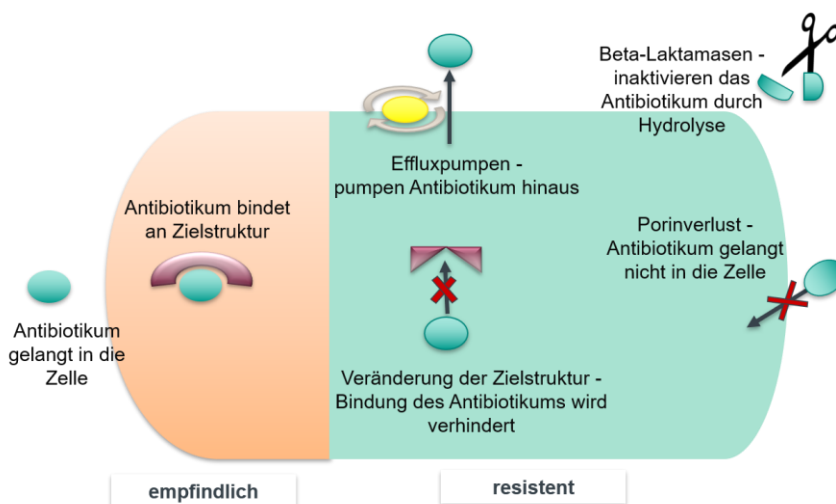 Antibiotikum
gelangt in die
Zelle
Antibiotikum bindet
an Zielstruktur
Effluxpumpen -
pumpen Antibiotikum hinaus
Veränderung der Zielstruktur -
Bindung des Antibiotikums wird
verhindert
Beta-Laktamasen -
inaktivieren das
Antibiotikum durch
Hydrolyse
Porinverlust -
Antibiotikum gelangt
nicht in die Zelle
empfindlich
resistent